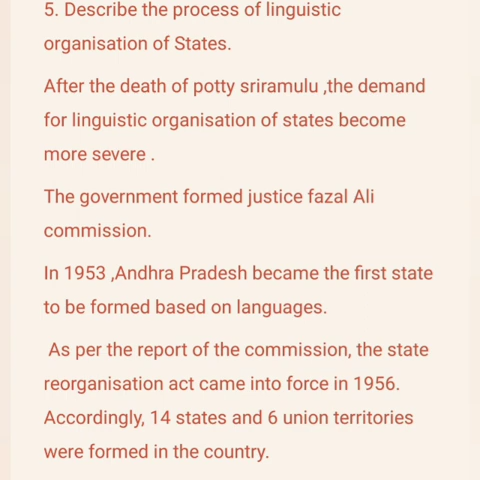 5. Describe the process of linguistic
organisation of States.
After the death of potty sriramulu ,the demand
for linguistic organisation of states become
more severe .
The government formed justice fazal Ali
commission.
In 1953 ,Andhra Pradesh became the first state
to be formed based on languages.
As per the report of the commission, the state
reorganisation act came into force in 1956.
Accordingly, 14 states and 6 union territories
were formed in the country.